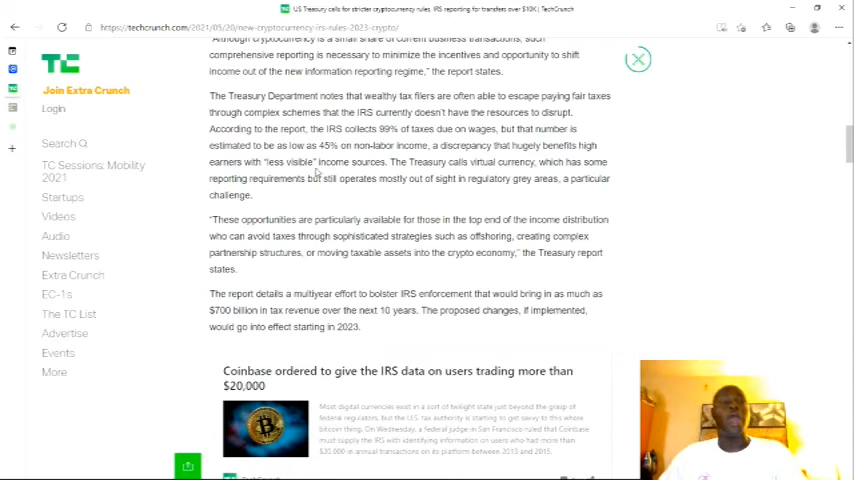 US Treasury calls for stricter cryptocurrency rules, IRS reporting for transfers over $10K | TechCrunch
https://techcrunch.com/2021/05/20/new-cryptocurrency-irs-rules-2023-crypto/
TC
Join Extra Crunch
Login
Search
TC Sessions: Mobility
2021
Startups
Videos
Audio
Newsletters
Extra Crunch
EC-1s
The TC List
Advertise
Events
More
"Although cryptocurrency is a small share of current business transactions, such
comprehensive reporting is necessary to minimize the incentives and opportunity to shift
income out of the new information reporting regime," the report states.
The Treasury Department notes that wealthy tax filers are often able to escape paying fair taxes
through complex schemes that the IRS currently doesn't have the resources to disrupt.
According to the report, the IRS collects 99% of taxes due on wages, but that number is
estimated to be as low as 45% on non-labor income, a discrepancy that hugely benefits high
earners with "less visible" income sources. The Treasury calls virtual currency, which has some
reporting requirements but still operates mostly out of sight in regulatory grey areas, a particular
challenge.
"These opportunities are particularly available for those in the top end of the income distribution
who can avoid taxes through sophisticated strategies such as offshoring, creating complex
partnership structures, or moving taxable assets into the crypto economy," the Treasury report
states.
The report details a multiyear effort to bolster IRS enforcement that would bring in as much as
$700 billion in tax revenue over the next 10 years. The proposed changes, if implemented,
would go into effect starting in 2023.
Coinbase ordered to give the IRS data on users trading more than
$20,000
Most digital currencies exist in a sort of twilight state just beyond the grasp of
federal regulators, but the U.S. tax authority is starting to get savvy to this whole
bitcoin thing. On Wednesday, a federal judge in San Francisco ruled that Coinbase
must supply the IRS with identifying information on users who had more than
$20,000 in annual transactions on its platform between 2013 and 2015.
TechCrunch